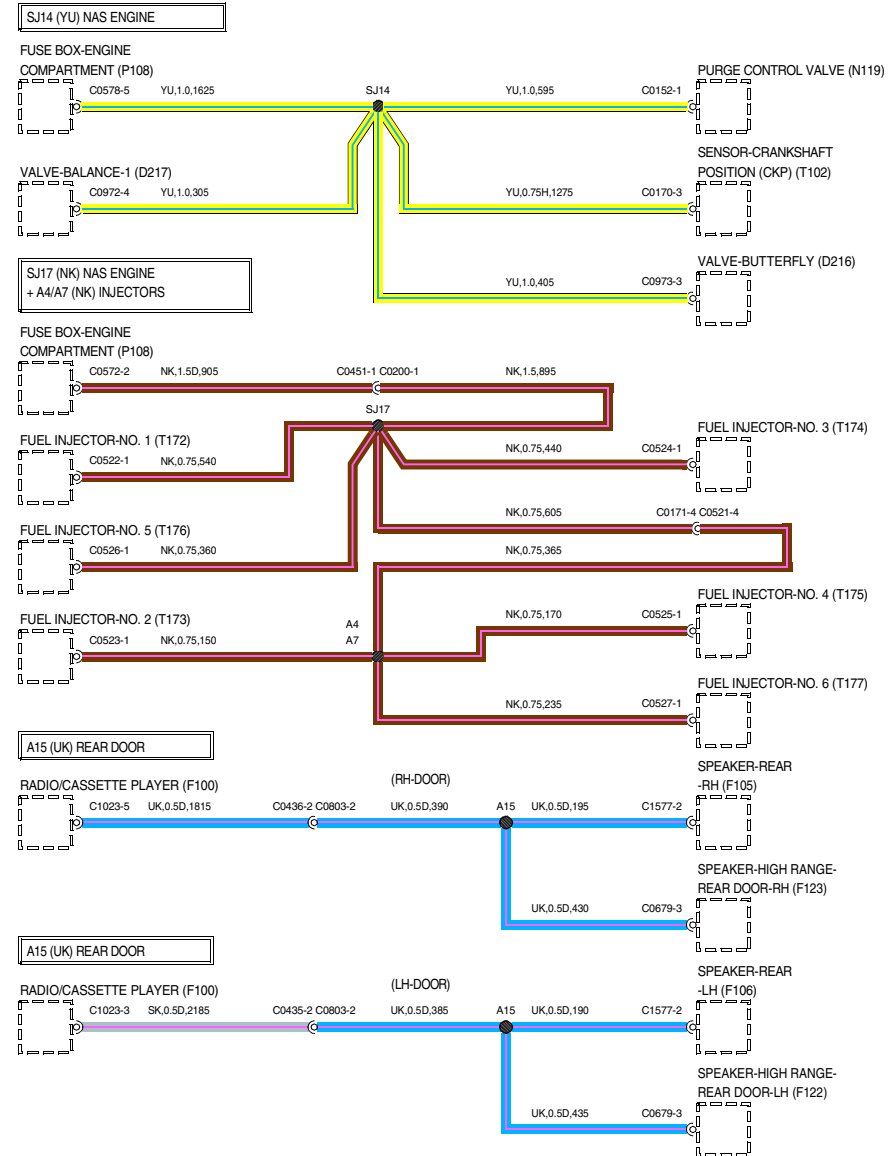 SJ14 (YU) NAS ENGINE
FUSE BOX-ENGINE
COMPARTMENT (P108)
PURGE CONTROL VALVE (N119)
C0578-5 YU,1.0,1625 SJ14 YU,1.0,595 C0152-1
SENSOR-CRANKSHAFT
VALVE-BALANCE-1 (D217) POSITION (CKP) (T102)
C0972-4 YU,1.0,305 YU,0.75H,1275 C0170-3
VALVE-BUTTERFLY (D216)
YU,1.0,405 C0973-3
SJ17 (NK) NAS ENGINE
+ A4/A7 (NK) INJECTORS
FUSE BOX-ENGINE
COMPARTMENT (P108)
C0572-2 NK,1.5D,905 C0451-1 C0200-1 NK,1.5,895
SJ17
FUEL INJECTOR-NO. 3 (T174)
FUEL INJECTOR-NO. 1 (T172)
NK,0.75,440 C0524-1
C0522-1 NK,0.75,540
NK,0.75,605 C0171-4 C0521-4
FUEL INJECTOR-NO. 5 (T176)
C0526-1 NK,0.75,360 NK,0.75,365
FUEL INJECTOR-NO. 4 (T175)
NK,0.75,170 C0525-1
FUEL INJECTOR-NO. 2 (T173)
A4
C0523-1 NK,0.75,150 A7
FUEL INJECTOR-NO. 6 (T177)
NK,0.75,235 C0527-1
A15 (UK) REAR DOOR
SPEAKER-REAR
-RH (F105)
RADIO/CASSETTE PLAYER (F100) (RH-DOOR)
C1023-5 UK,0.5D,1815 C0436-2 C0803-2 UK,0.5D,390 A15 UK,0.5D,195 C1577-2
SPEAKER-HIGH RANGE-
REAR DOOR-RH (F123)
UK,0.5D,430 C0679-3
A15 (UK) REAR DOOR
SPEAKER-REAR
-LH (F106)
RADIO/CASSETTE PLAYER (F100) (LH-DOOR)
C1023-3 SK,0.5D,2185 C0435-2 C0803-2 UK,0.5D,385 A15 UK,0.5D,190 C1577-2
SPEAKER-HIGH RANGE-
REAR DOOR-LH (F122)
UK,0.5D,435 C0679-3